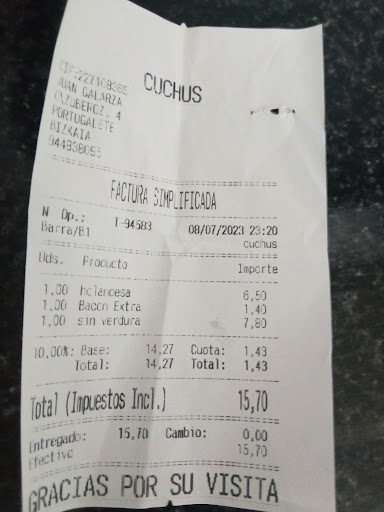 CUCHUS
JUAN GALARZA
4
PORTUGALETE
BIZKAIA
FACTURA SIMPLIFICADA
N Op.: T-94683 08/07/2023 23:20
Barra/B1 cuchus
Uds. Producto Importe
1,00 holandesa 6,50
1,00 Bacon Extra 1,40
1,00 sin verdura 7,80
10,00%: Base: 14,27 Cuota: 1,43
Total: 14,27 Total: 1,43
Total (Impuestos Incl.) 15,70
Entregado: 15,70 Cambio: 0,00
Efectivo 15,70
GRACIAS POR SU VISITA